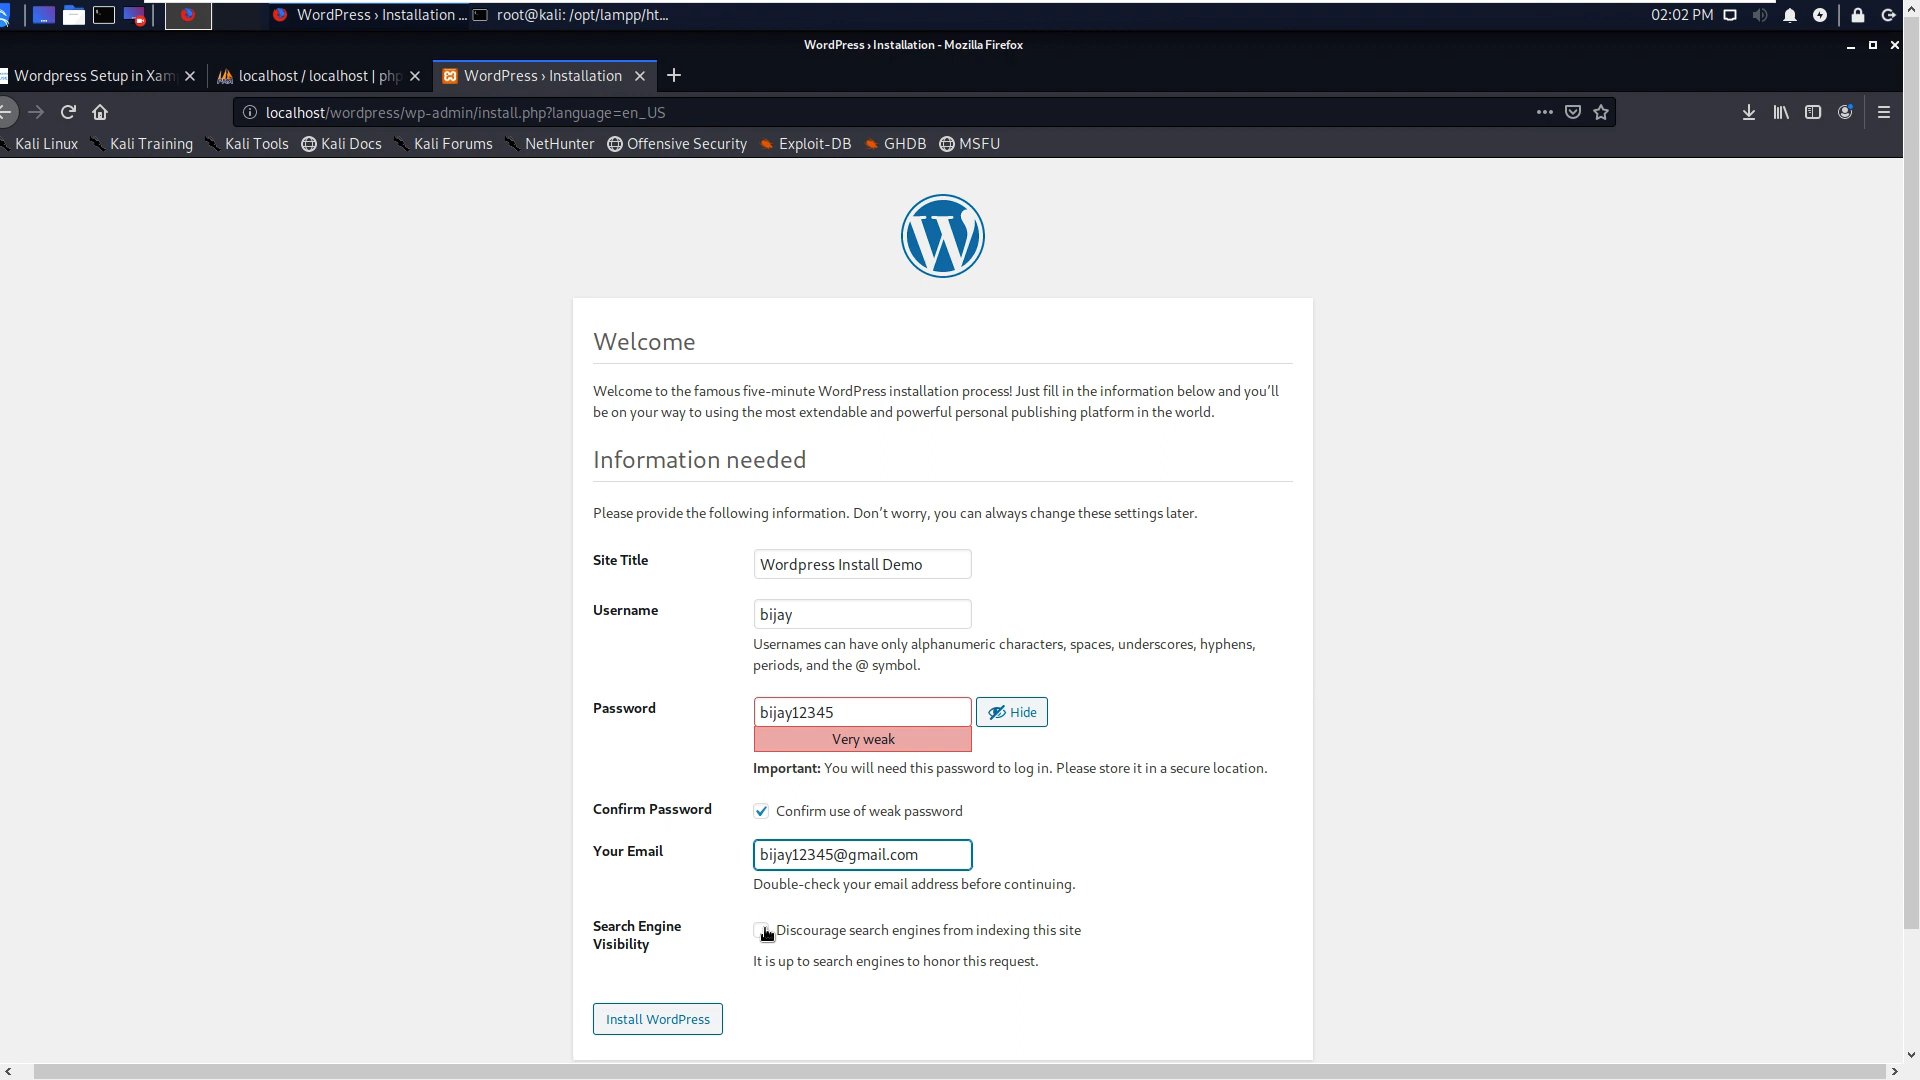 WordPress › Installation ...
root@kali: /opt/lampp/ht...
02:02 PM
WordPress › Installation - Mozilla Firefox
Wordpress Setup in Xam
localhost / localhost | php
WordPress › Installation
localhost/wordpress/wp-admin/install.php?language=en_US
Kali Linux
Kali Training
Kali Tools
Kali Docs
Kali Forums
NetHunter
Offensive Security
Exploit-DB
GHDB
MSFU
Welcome
Welcome to the famous five-minute WordPress installation process! Just fill in the information below and you’ll
be on your way to using the most extendable and powerful personal publishing platform in the world.
Information needed
Please provide the following information. Don’t worry, you can always change these settings later.
Site Title
Wordpress Install Demo
Username
bijay
Usernames can have only alphanumeric characters, spaces, underscores, hyphens,
periods, and the @ symbol.
Password
bijay12345
Hide
Very weak
Important: You will need this password to log in. Please store it in a secure location.
Confirm Password
Confirm use of weak password
Your Email
bijay12345@gmail.com
Double-check your email address before continuing.
Search Engine
Visibility
Discourage search engines from indexing this site
It is up to search engines to honor this request.
Install WordPress